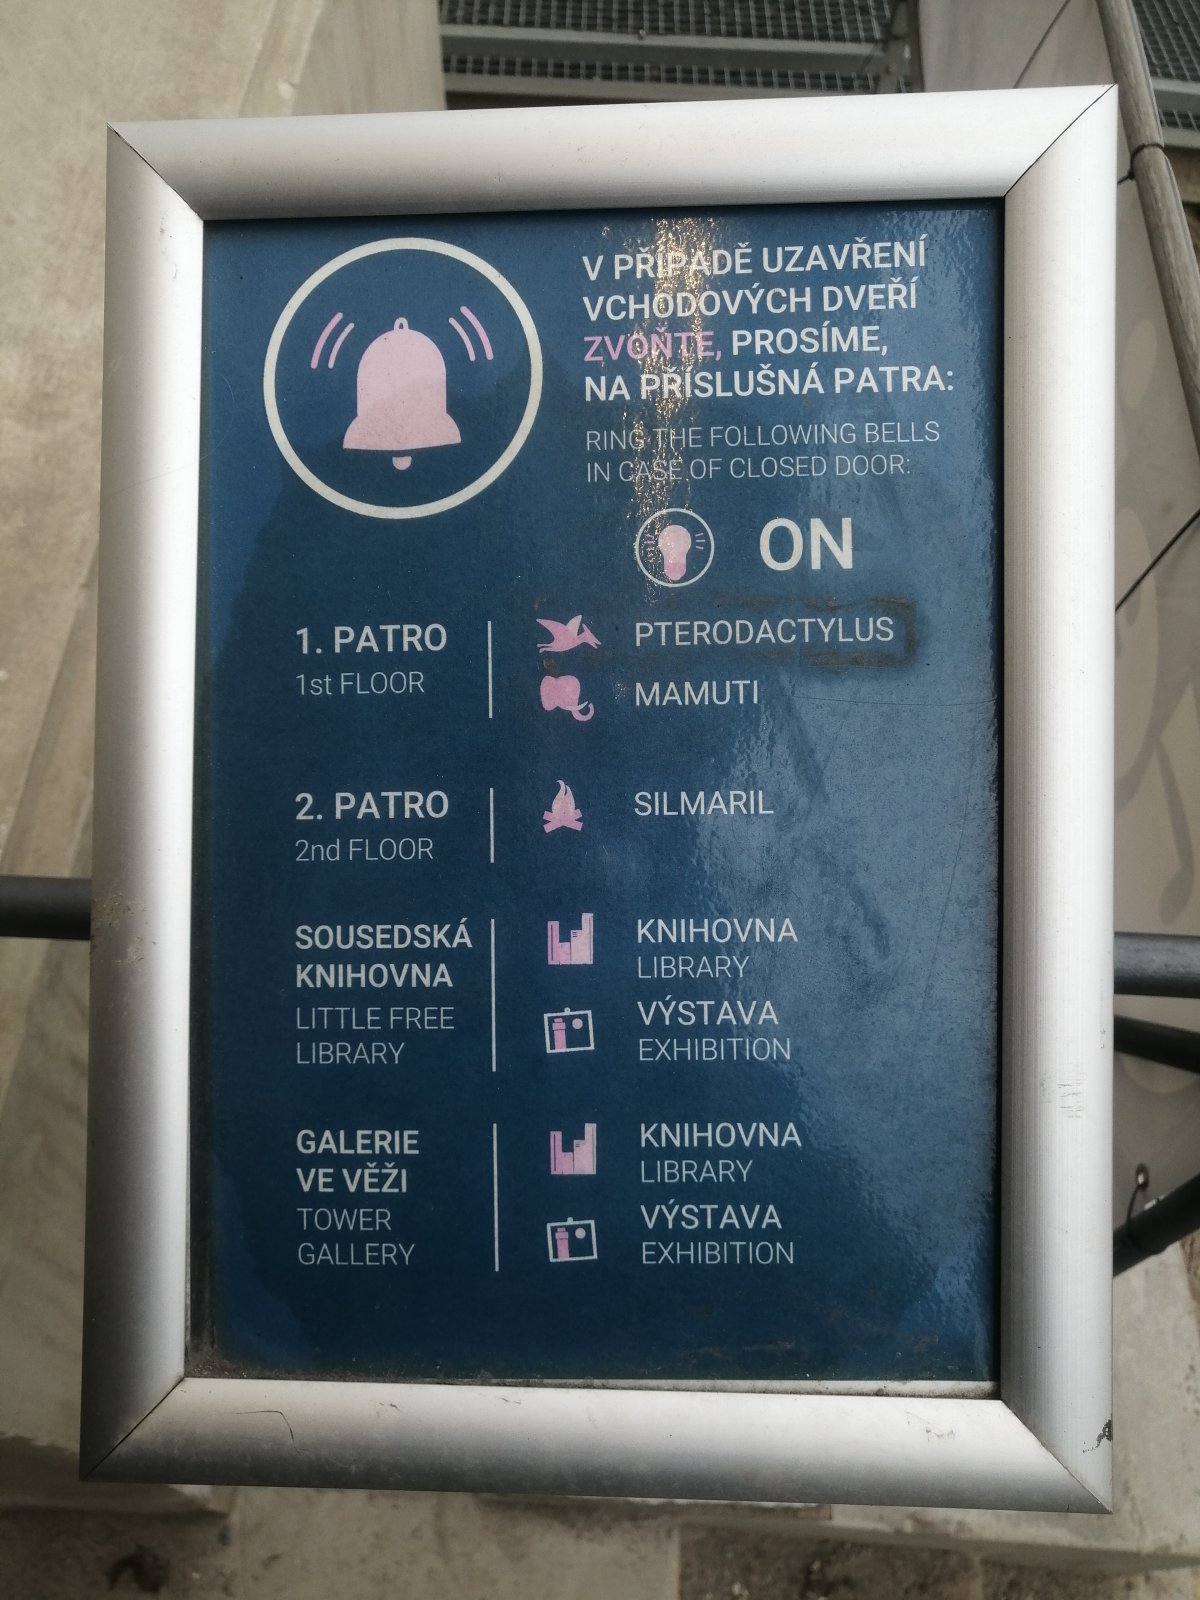 V PŘÍPADĚ UZAVŘENÍ
VCHODOVÝCH DVEŘÍ
ZVOŇTE, PROSÍME,
NA PŘÍSLUŠNÁ PATRA:
RING THE FOLLOWING BELLS
IN CASE OF CLOSED DOOR:
ON
1. PATRO
1st FLOOR
PTERODACTYLUS
MAMUTI
2. PATRO
2nd FLOOR
SILMARIL
SOUSEDSKÁ
KNIHOVNA
LITTLE FREE
LIBRARY
KNIHOVNA
LIBRARY
VÝSTAVA
EXHIBITION
GALERIE
VE VĚŽI
TOWER
GALLERY
KNIHOVNA
LIBRARY
VÝSTAVA
EXHIBITION